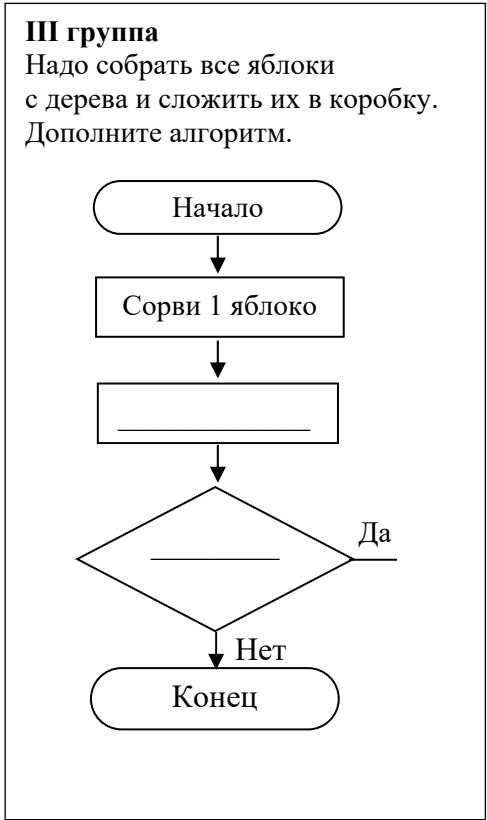 III группа
Надо собрать все яблоки
с дерева и сложить их в коробку.
Дополните алгоритм.
Начало
Сорви 1 яблоко
Да
Нет
Конец